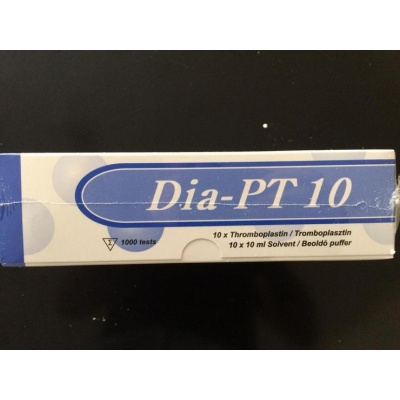 Dia-PT 10
1000 tests
10 x Thromboplastin / Tromboplasztin
10 x 10 ml Solvent / Beoldó puffer